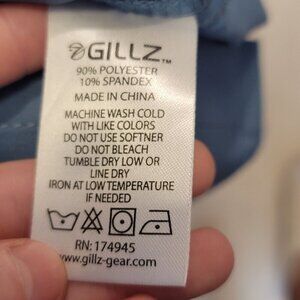 GILLZ™
90% POLYESTER
10% SPANDEX
MADE IN CHINA
MACHINE WASH COLD
WITH LIKE COLORS
DO NOT USE SOFTNER
DO NOT BLEACH
TUMBLE DRY LOW OR
LINE DRY
IRON AT LOW TEMPERATURE
IF NEEDED
RN: 174945
www.gillz-gear.com